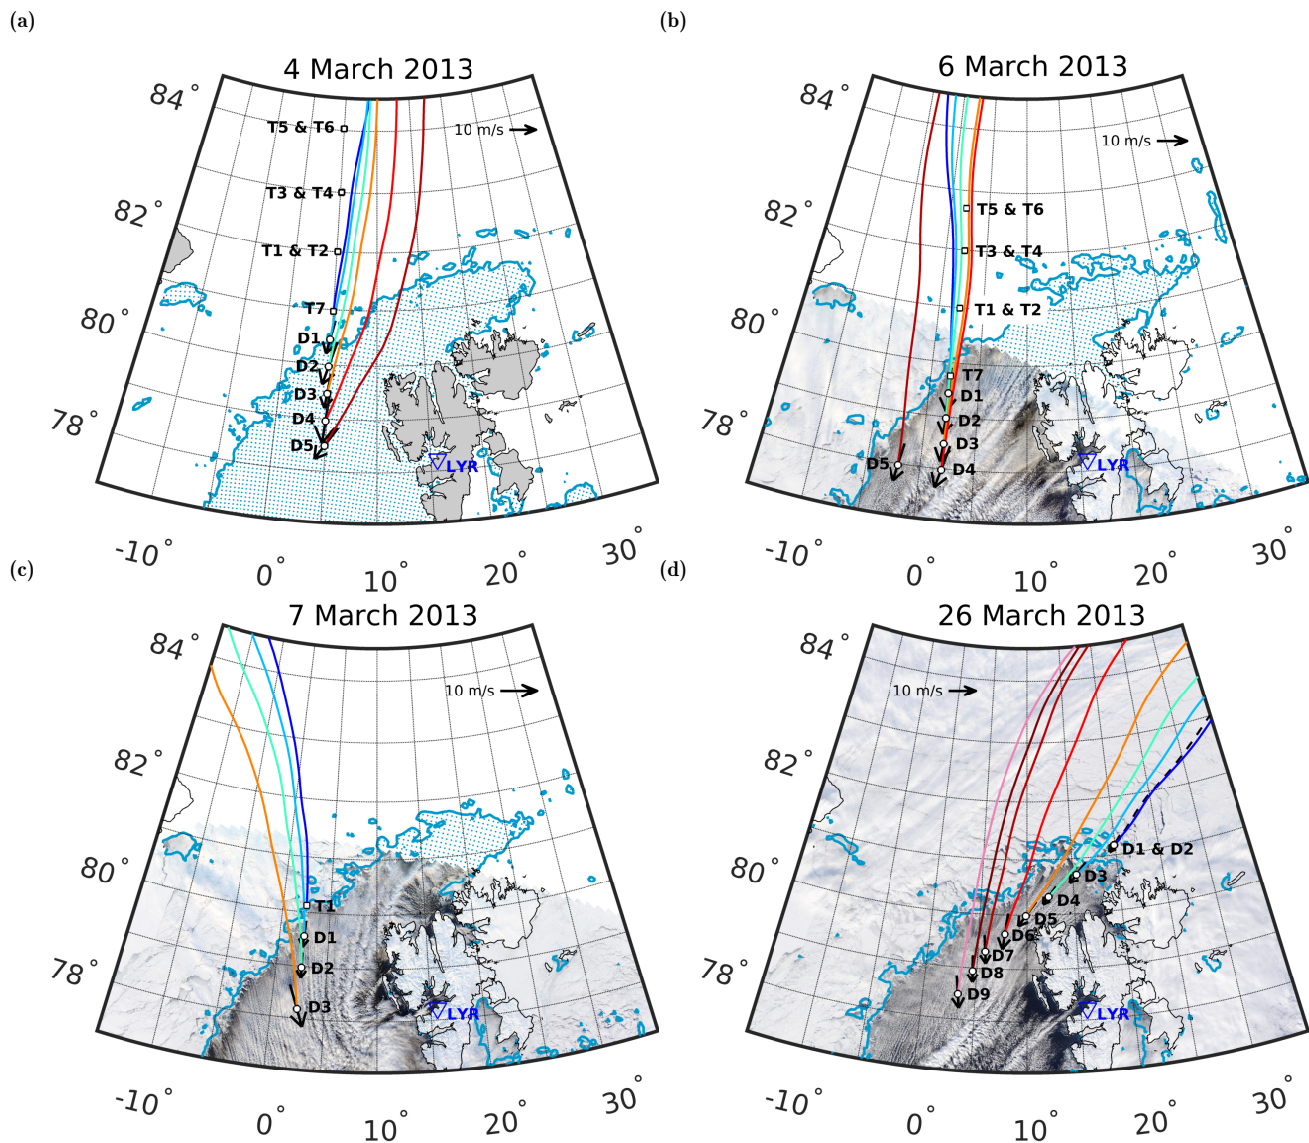 (a)
4 March 2013
84°
82°
80°
78°
T5 & T6
T3 & T4
T1 & T2
T7
D1
D2
D3
D4
D5
10 m/s
LYR
-10°
0°
10°
20°
30°
(b)
6 March 2013
84°
82°
80°
78°
10 m/s
T5 & T6
T3 & T4
T1 & T2
T7
D1
D2
D3
D4
D5
LYR
-10°
0°
10°
20°
30°
(c)
7 March 2013
84°
82°
80°
78°
10 m/s
T1
D1
D2
D3
LYR
-10°
0°
10°
20°
30°
(d)
26 March 2013
84°
82°
80°
78°
10 m/s
D1 & D2
D3
D4
D5
D6
D7
D8
D9
LYR
-10°
0°
10°
20°
30°